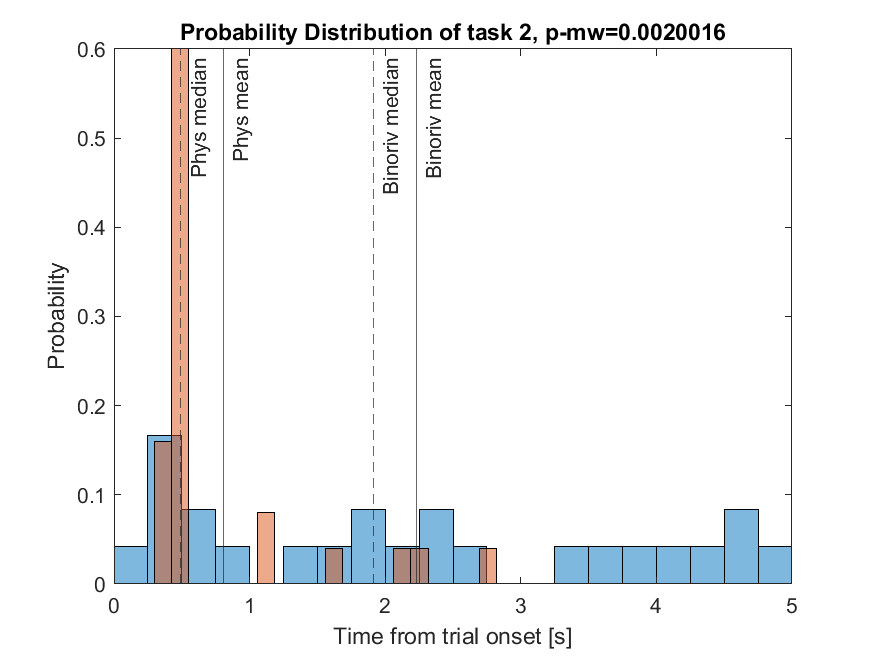 Probability Distribution of task 2, p-mw=0.0020016
0.6
0.5
0.4
0.3
0.2
0.1
0
Probability
Phys median
Phys mean
Binoriv median
Binoriv mean
0 1 2 3 4 5
Time from trial onset [s]